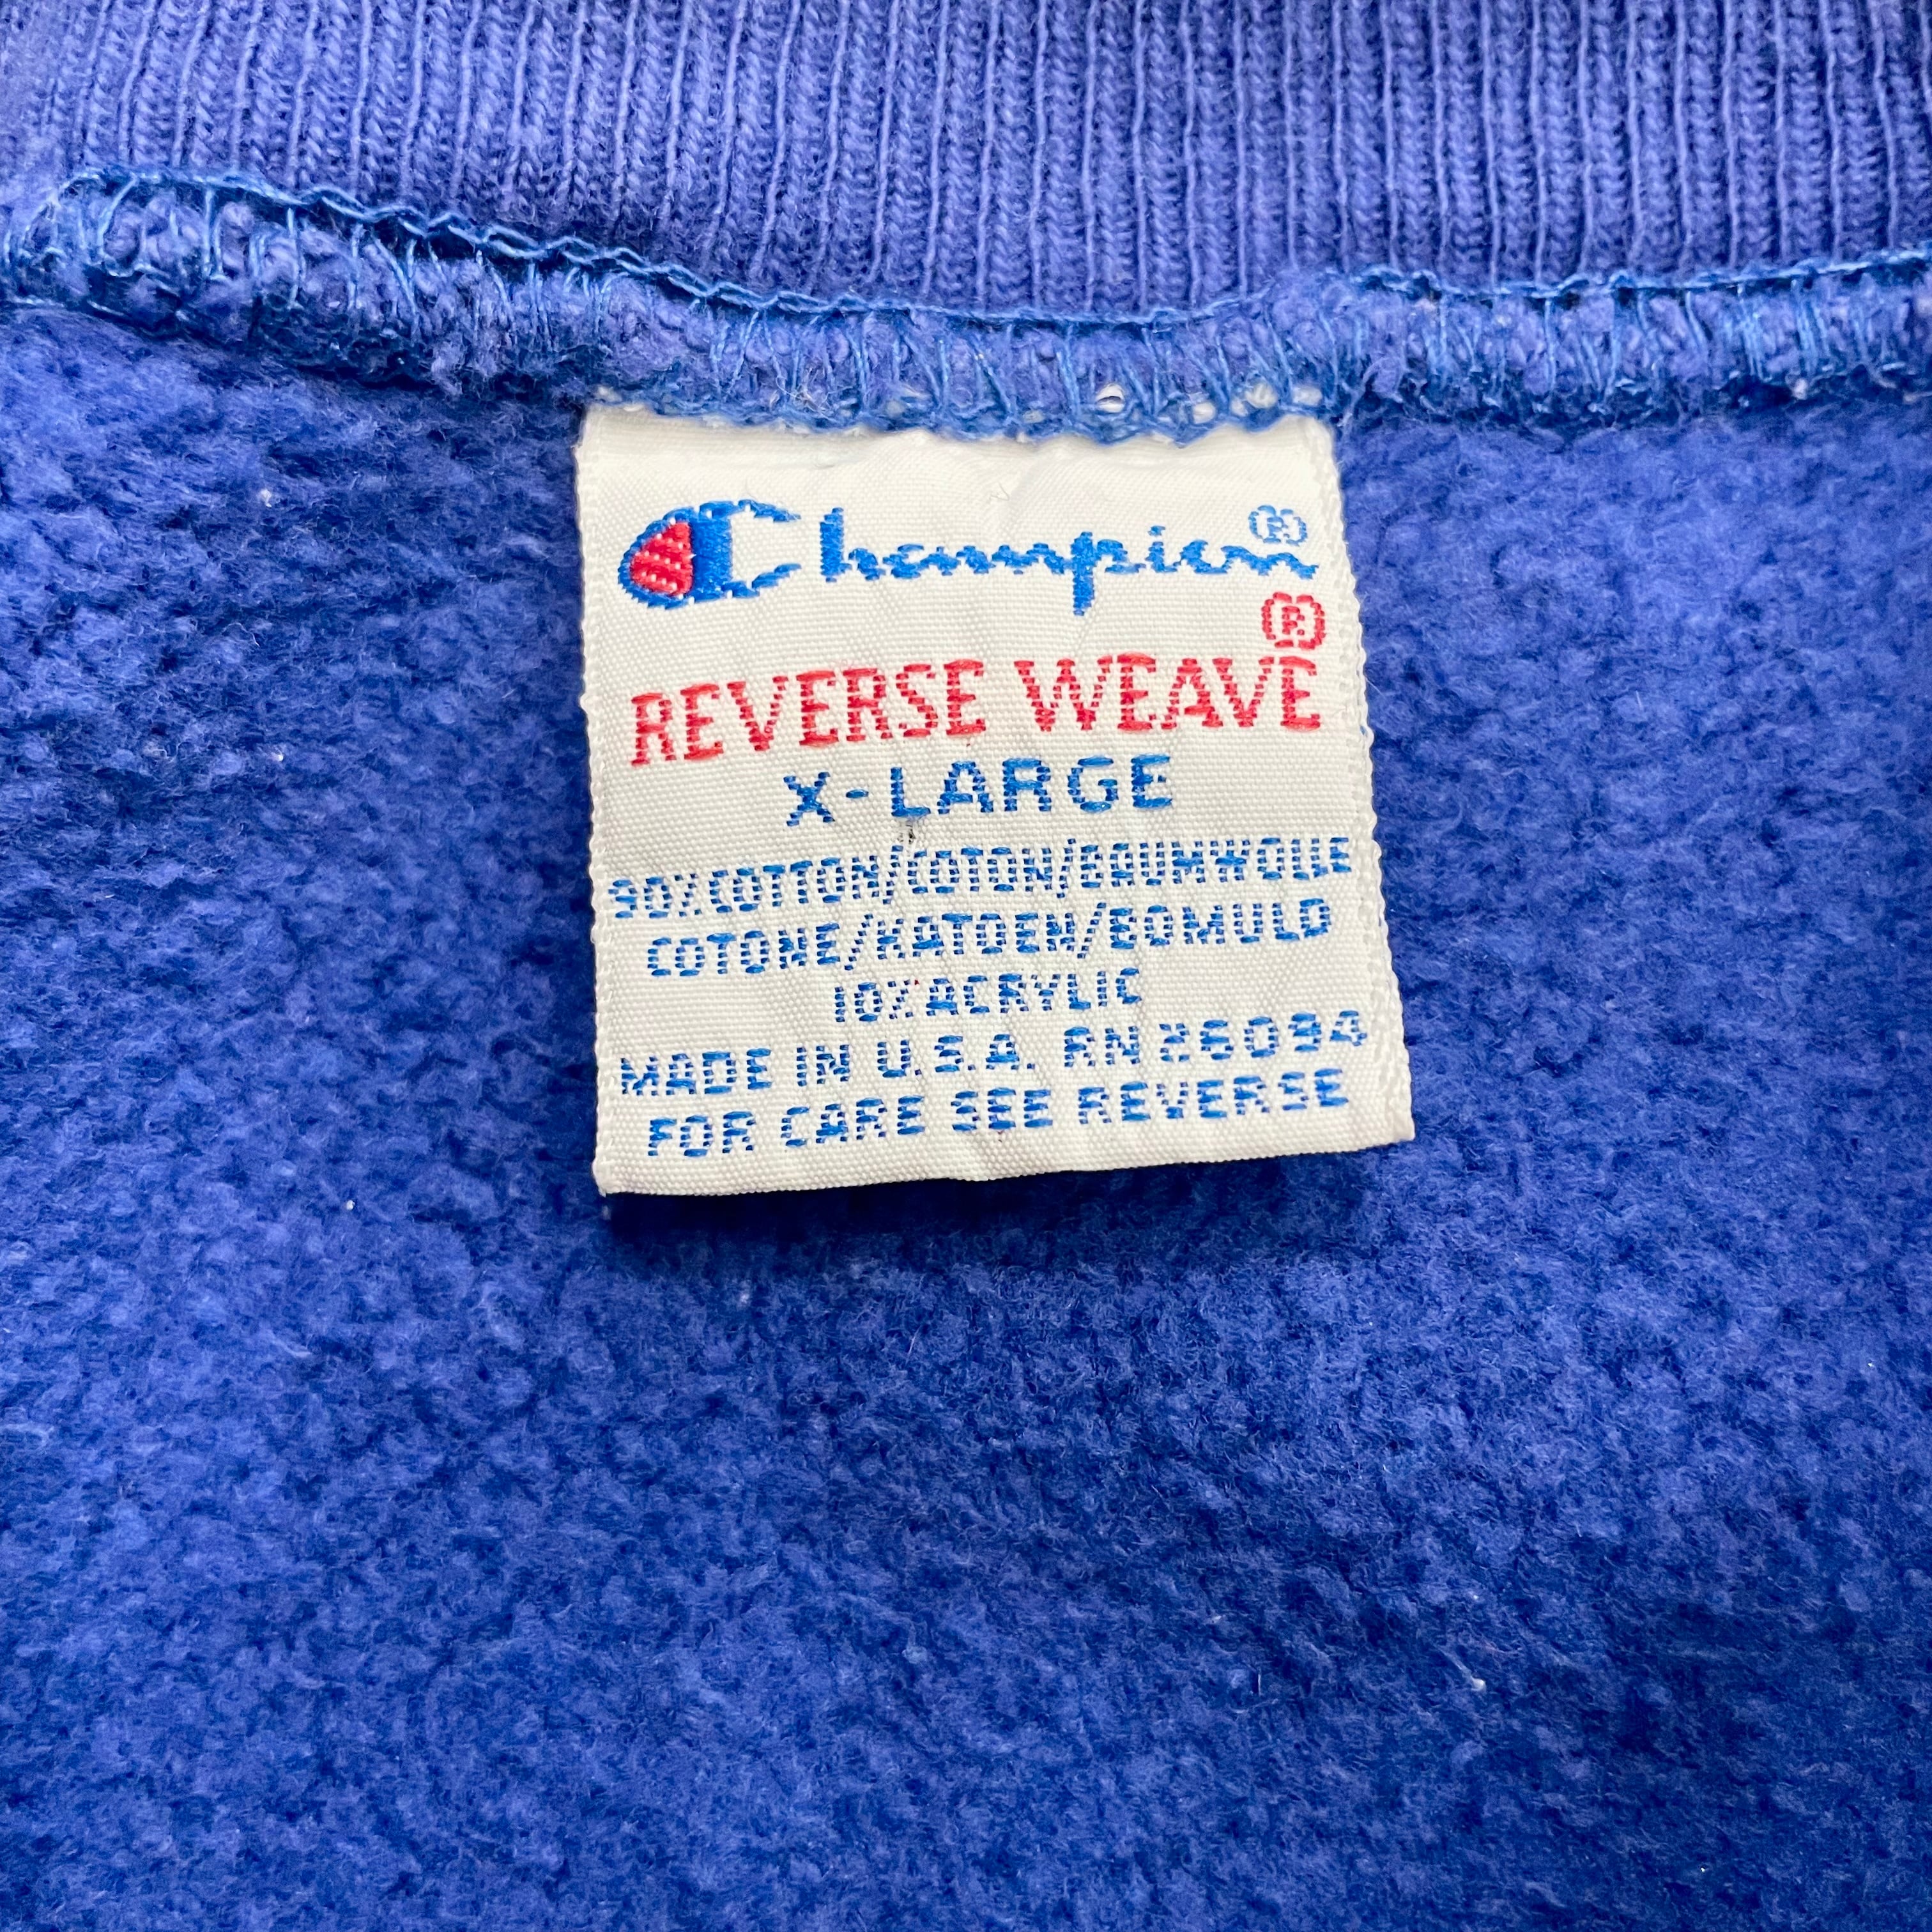 Champion®
®
REVERSE WEAVE
X-LARGE
90% COTTON/COTON/BAUMWOLLE
COTONE/KATOEN/BOMULD
10% ACRYLIC
MADE IN U.S.A. RN 26094
FOR CARE SEE REVERSE